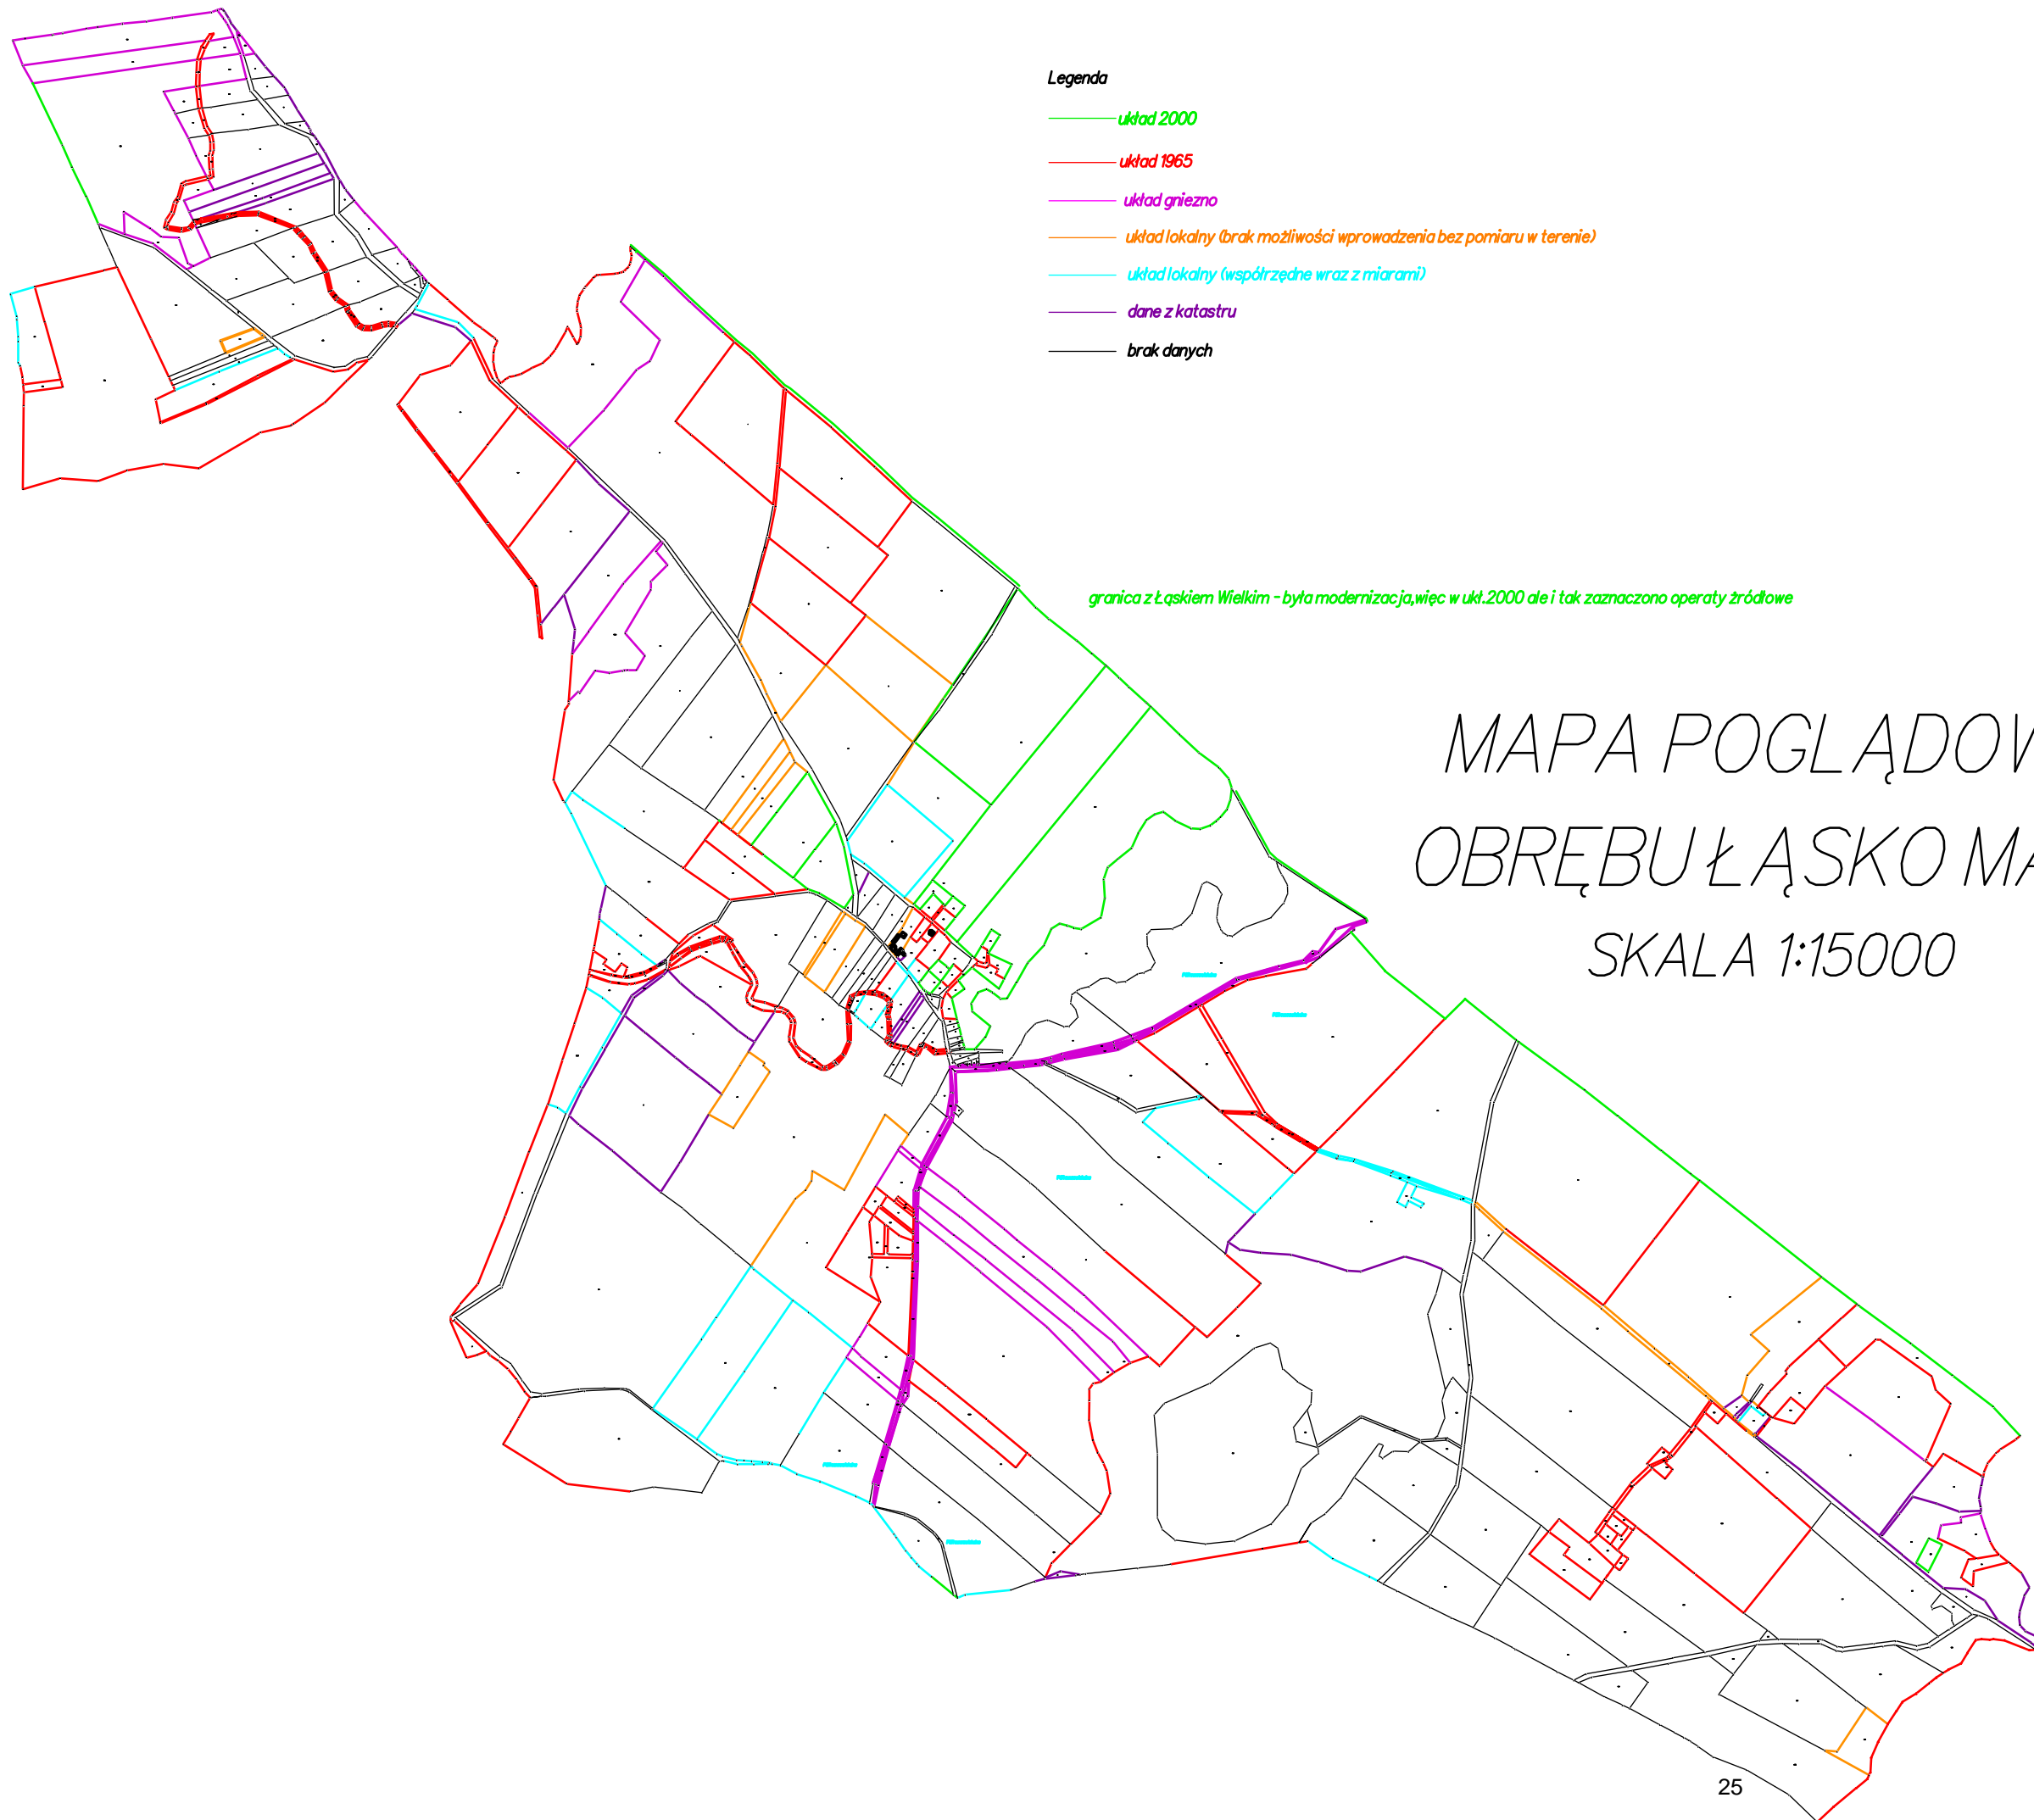 Legenda
układ 2000
układ 1965
układ gniezno
układ lokalny (brak możliwości wprowadzenia bez pomiaru w terenie)
układ lokalny (współrzędne wraz z miarami)
dane z katastru
brak danych
granica z Łąskiem Wielkim - była modernizacja,więc w ukł.2000 ale i tak zaznaczono operaty źródłowe
MAPA POGLĄDOW
OBRĘBU ŁĄSKO MA
SKALA 1:15000
25